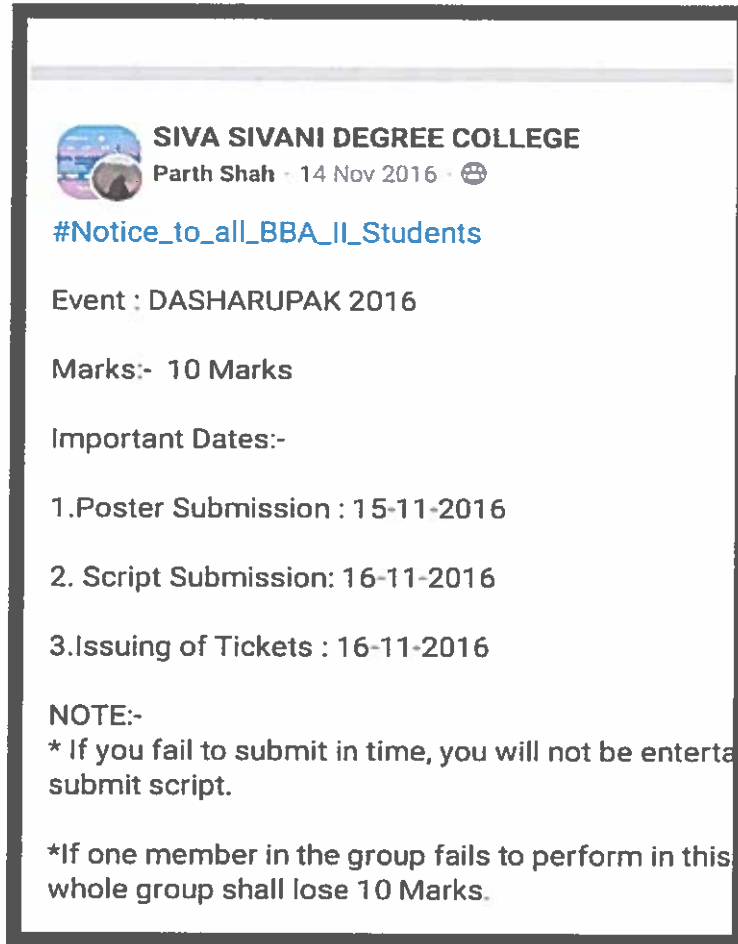 SIVA SIVANI DEGREE COLLEGE
Parth Shah · 14 Nov 2016 ·
#Notice_to_all_BBA_II_Students
Event : DASHARUPAK 2016
Marks:- 10 Marks
Important Dates:-
1.Poster Submission : 15-11-2016
2. Script Submission: 16-11-2016
3.Issuing of Tickets : 16-11-2016
NOTE:-
* If you fail to submit in time, you will not be enterta
submit script.
*If one member in the group fails to perform in this
whole group shall lose 10 Marks.